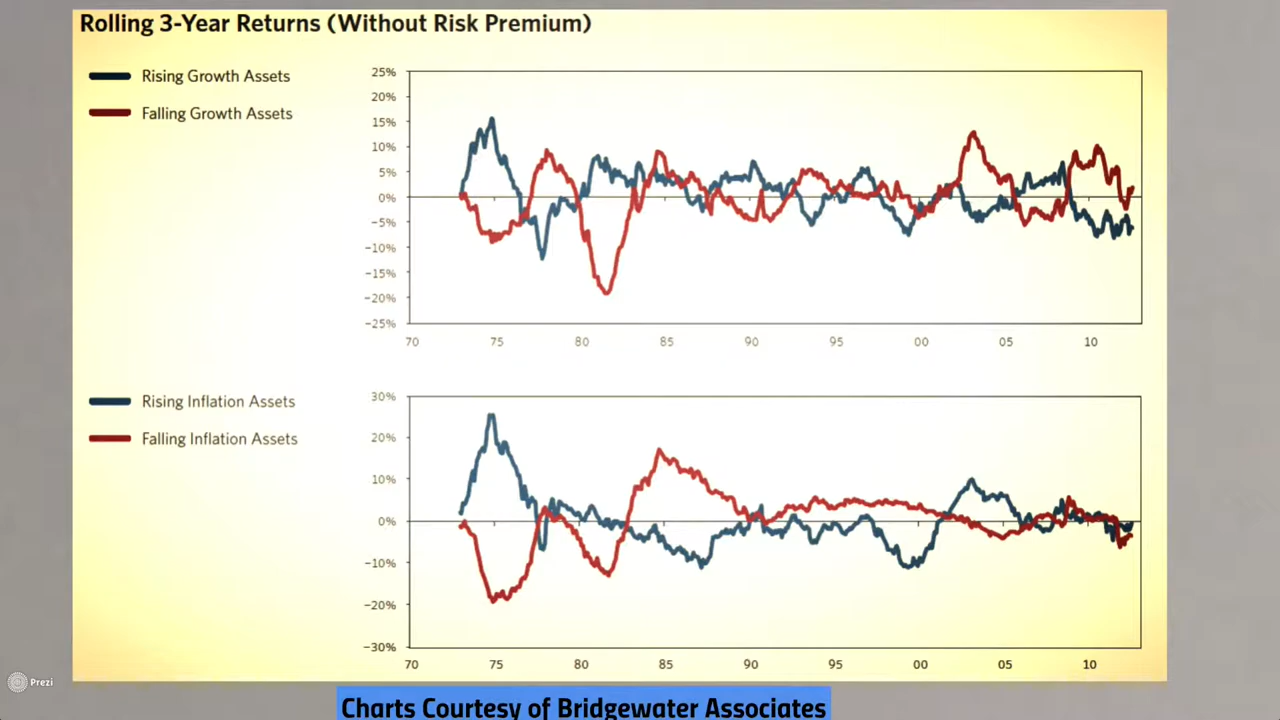 Rolling 3-Year Returns (Without Risk Premium)
Rising Growth Assets
Falling Growth Assets
25%
20%
15%
10%
5%
0%
−5%
−10%
−15%
−20%
−25%
70 75 80 85 90 95 00 05 10
Rising Inflation Assets
Falling Inflation Assets
30%
20%
10%
0%
−10%
−20%
−30%
70 75 80 85 90 95 00 05 10
Prezi
Charts Courtesy of Bridgewater Associates